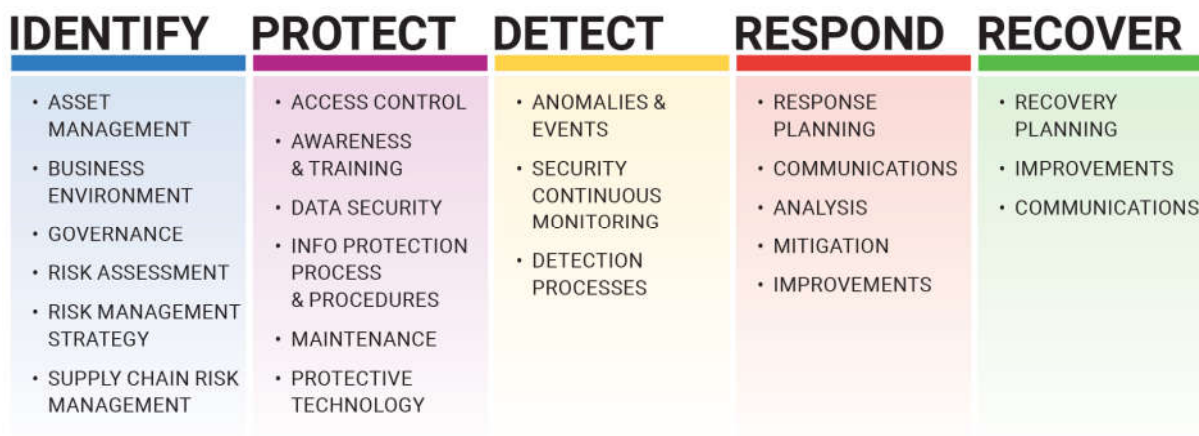 IDENTIFY
• ASSET
MANAGEMENT
• BUSINESS
ENVIRONMENT
• GOVERNANCE
• RISK ASSESSMENT
• RISK MANAGEMENT
STRATEGY
• SUPPLY CHAIN RISK
MANAGEMENT
PROTECT
• ACCESS CONTROL
• AWARENESS
& TRAINING
• DATA SECURITY
• INFO PROTECTION
PROCESS
& PROCEDURES
• MAINTENANCE
• PROTECTIVE
TECHNOLOGY
DETECT
• ANOMALIES &
EVENTS
• SECURITY
CONTINUOUS
MONITORING
• DETECTION
PROCESSES
RESPOND
• RESPONSE
PLANNING
• COMMUNICATIONS
• ANALYSIS
• MITIGATION
• IMPROVEMENTS
RECOVER
• RECOVERY
PLANNING
• IMPROVEMENTS
• COMMUNICATIONS